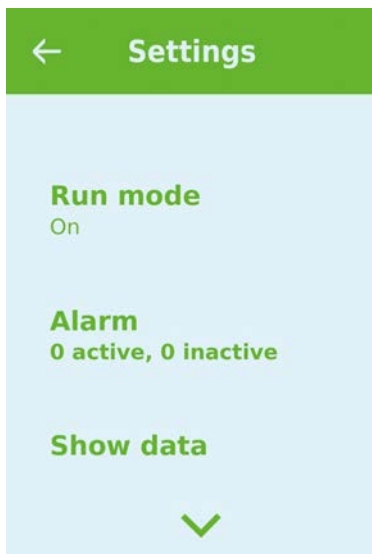 Settings
Run mode
On
Alarm
0 active, 0 inactive
Show data